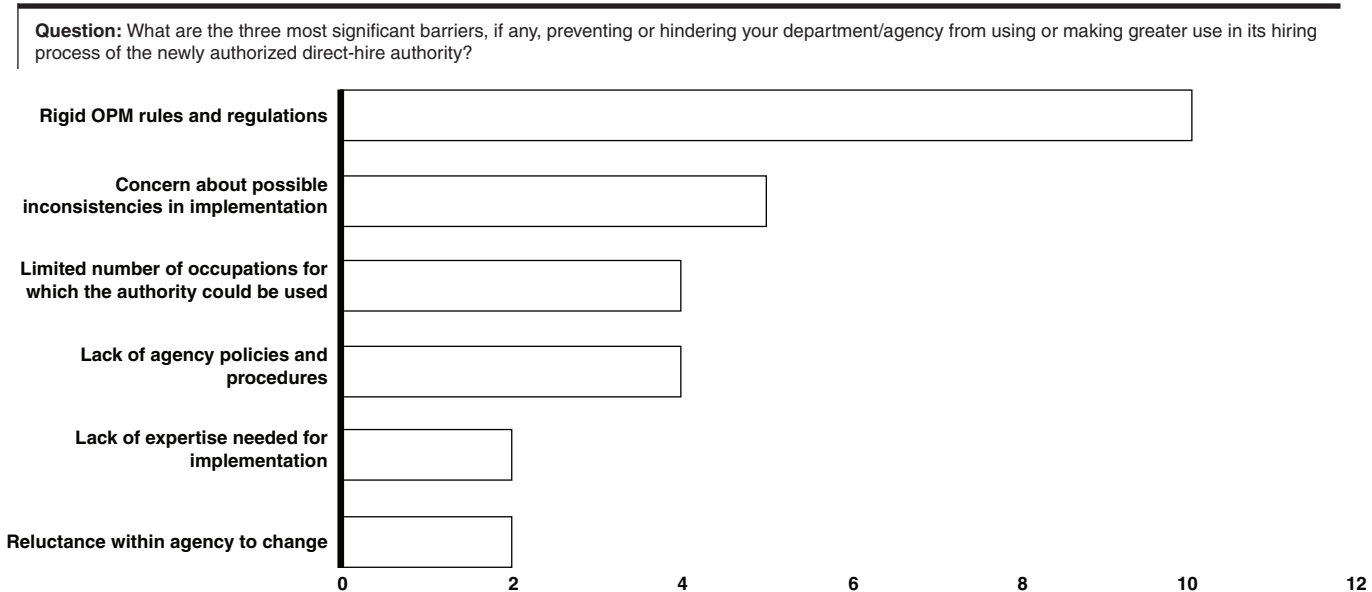 Question: What are the three most significant barriers, if any, preventing or hindering your department/agency from using or making greater use in its hiring
process of the newly authorized direct-hire authority?
Rigid OPM rules and regulations
Concern about possible
inconsistencies in implementation
Limited number of occupations for
which the authority could be used
Lack of agency policies and
procedures
Lack of expertise needed for
implementation
Reluctance within agency to change
0 2 4 6 8 10 12